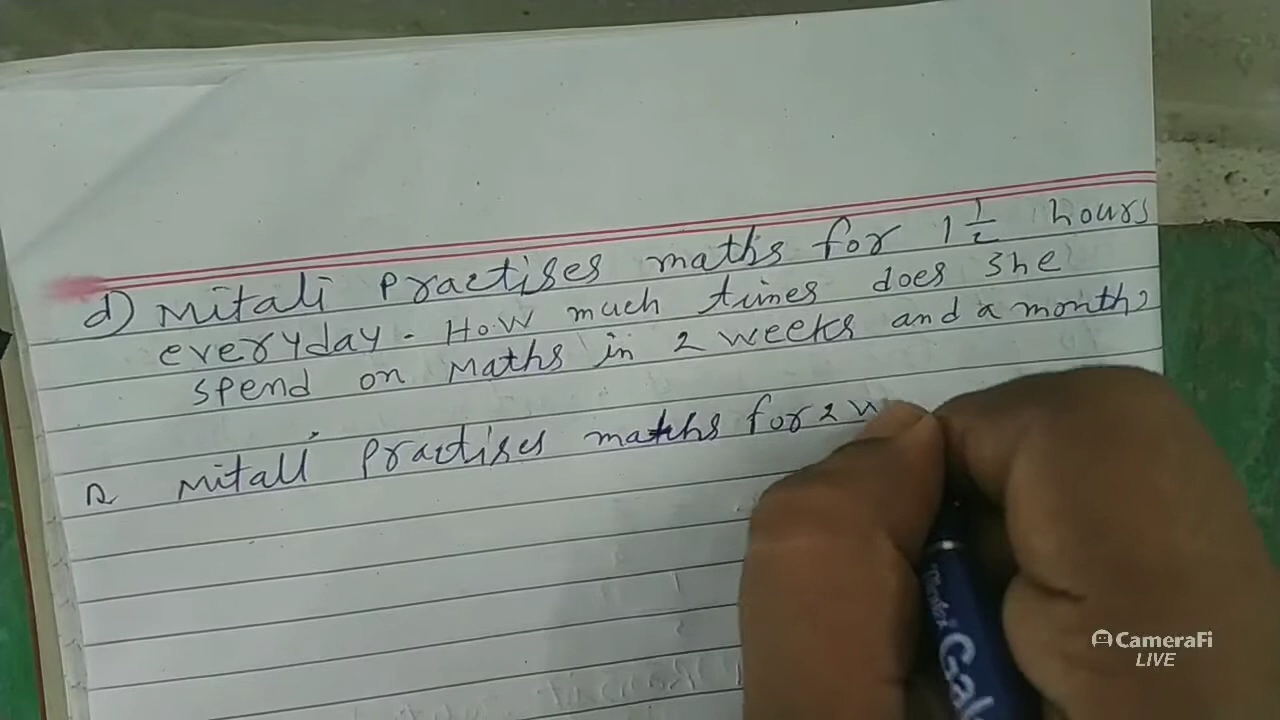 d) Mitali Practises maths for 1 1/2 hours
everyday. How much times does she
spend on Maths in 2 weeks and a month?
Mitali Practises maths for 2 w
CameraFi
LIVE